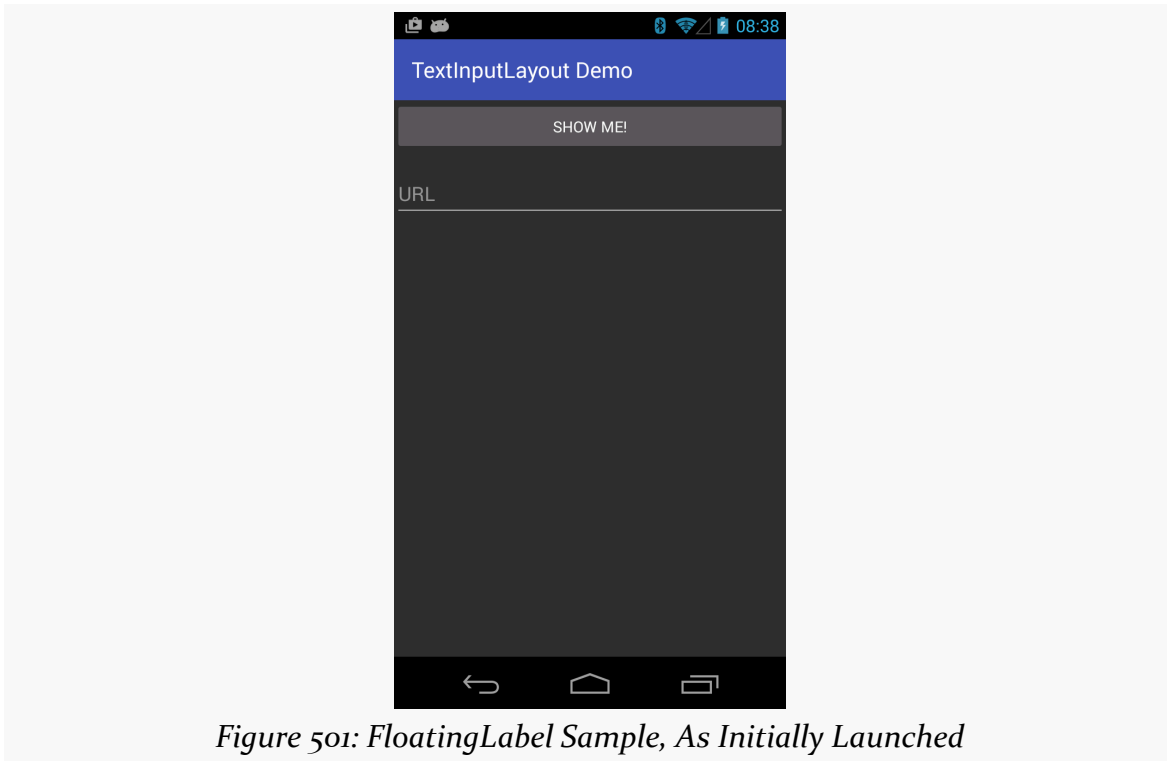 08:38
TextInputLayout Demo
SHOW ME!
URL
Figure 501: FloatingLabel Sample, As Initially Launched